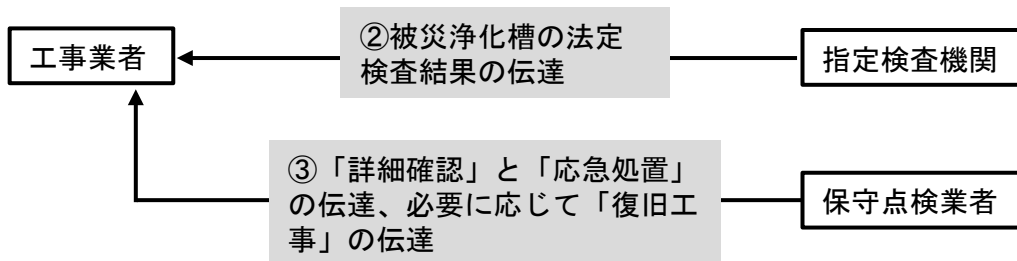 工事業者
②被災浄化槽の法定
検査結果の伝達
指定検査機関
③「詳細確認」と「応急処置」
の伝達、必要に応じて「復旧工
事」の伝達
保守点検業者